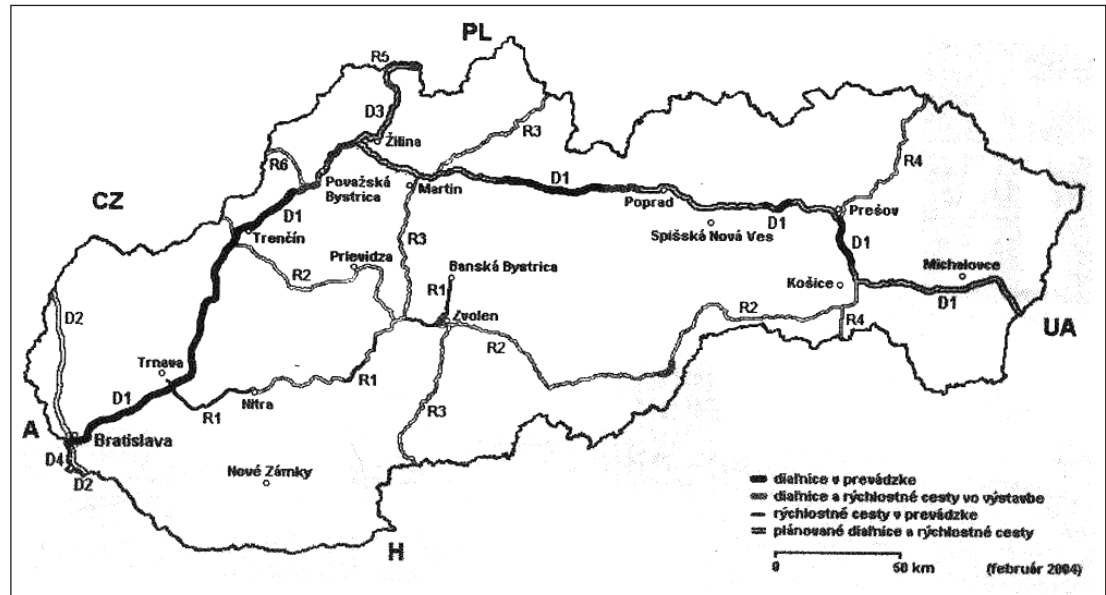 PL
R5
D3
Žilina
R3
R6
R4
CZ
Považská
Bystrica
Martin
D1
Poprad
D1
Prešov
D1
Trenčín
Spišská Nová Ves
D1
R3
Prievidza
R2
Banská Bystrica
Michalovce
R1
Košice
D1
D2
Zvolen
R2
R4
UA
R2
Trnava
R1
D1
R1
Nitra
R3
A
Bratislava
D4
D2
Nové Zámky
H
diaľnice v prevádzke
diaľnice a rýchlostné cesty vo výstavbe
rýchlostné cesty v prevádzke
plánované diaľnice a rýchlostné cesty
0 50 km (február 2004)